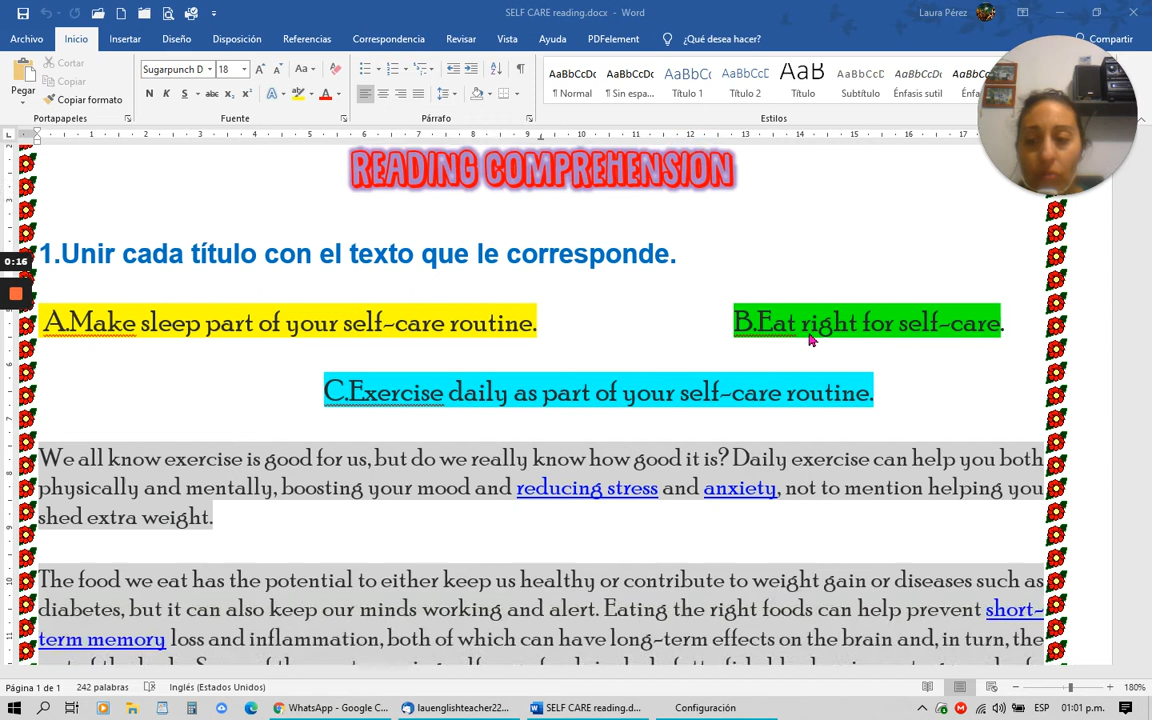 SELF CARE reading.docx - Word
Laura Pérez
Archivo Inicio Insertar Diseño Disposición Referencias Correspondencia Revisar Vista Ayuda PDFelement ¿Qué desea hacer? Compartir
Pegar
Cortar
Copiar
Copiar formato
Portapapeles
Sugarpunch D 18
N K S abc x₂ x²
Fuente
Párrafo
AaBbCcDc AaBbCcDc AaBbCc AaBbCcD AaB AaBbCcD AaBbCcDc AaBbCcDc
¶ Normal ¶ Sin espa... Título 1 Título 2 Título Subtítulo Énfasis sutil Énfasis
Estilos
READING COMPREHENSION
0:16
1.Unir cada título con el texto que le corresponde.
A.Make sleep part of your self-care routine.
B.Eat right for self-care.
C.Exercise daily as part of your self-care routine.
We all know exercise is good for us, but do we really know how good it is? Daily exercise can help you both
physically and mentally, boosting your mood and reducing stress and anxiety, not to mention helping you
shed extra weight.
The food we eat has the potential to either keep us healthy or contribute to weight gain or diseases such as
diabetes, but it can also keep our minds working and alert. Eating the right foods can help prevent short-
term memory loss and inflammation, both of which can have long-term effects on the brain and, in turn, the
Página 1 de 1 242 palabras Inglés (Estados Unidos) 180%
WhatsApp - Google C... lauenglishteacher22... SELF CARE reading.d... Configuración ESP 01:01 p.m.